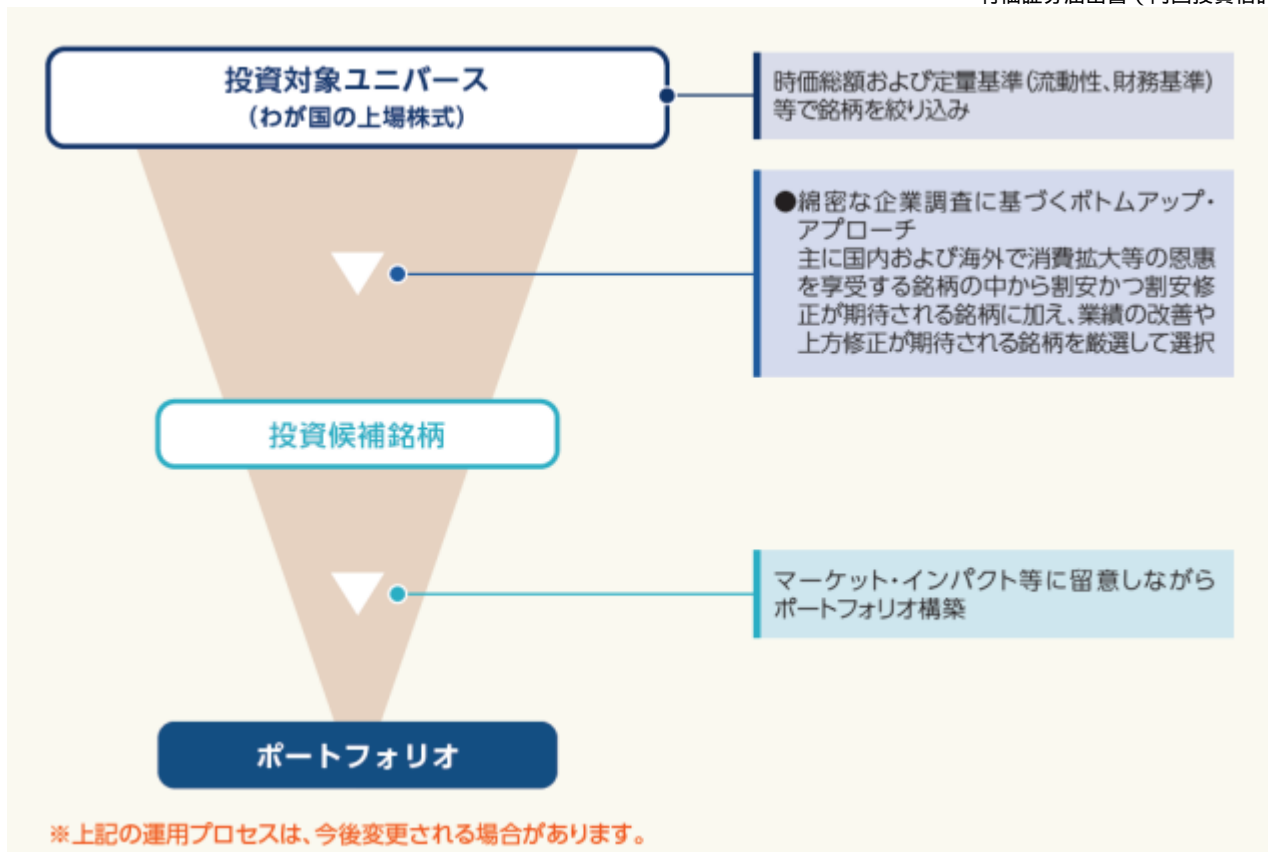 投資対象ユニバース
（わが国の上場株式）
時価総額および定量基準（流動性、財務基準）
等で銘柄を絞り込み
●綿密な企業調査に基づくボトムアップ・
アプローチ
主に国内および海外で消費拡大等の恩恵
を享受する銘柄の中から割安かつ割安修
正が期待される銘柄に加え、業績の改善や
上方修正が期待される銘柄を厳選して選択
投資候補銘柄
マーケット・インパクト等に留意しながら
ポートフォリオ構築
ポートフォリオ
※上記の運用プロセスは、今後変更される場合があります。